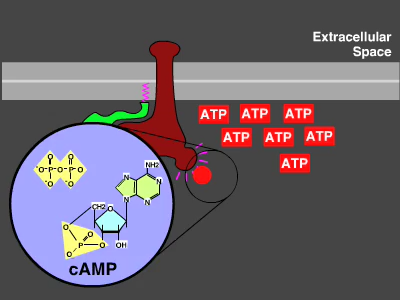 Extracellular
Space
ATP ATP ATP
ATP ATP ATP
ATP
O O
O-P-O-P-O
O O
NH2
N N
N N
CH2 O
O
O
P
O O OH
cAMP